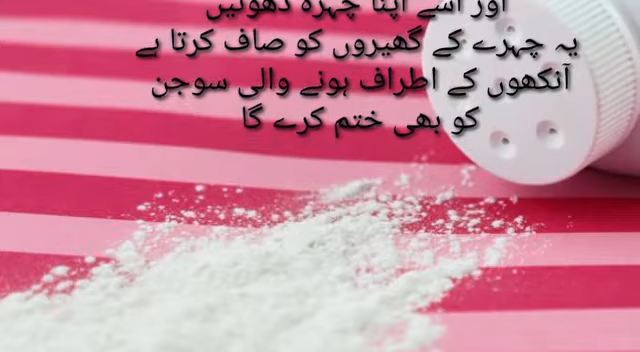 اور اسے اپنا چہرہ دھوئیں
یہ چہرے کے گھیروں کو صاف کرتا ہے
آنکھوں کے اطراف ہونے والی سوجن
کو بھی ختم کرے گا